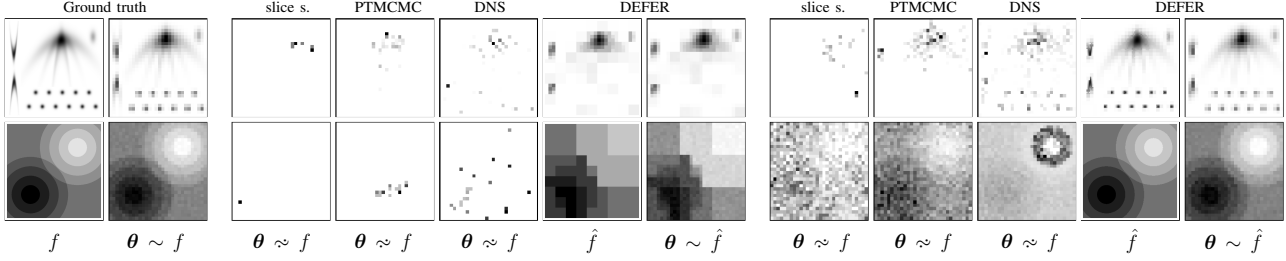 Ground truth slice s. PTMCMC DNS DEFER slice s. PTMCMC DNS DEFER
f θ ∼ f θ ∻ f θ ∻ f θ ∻ f f̂ θ ∼ f̂ θ ∻ f θ ∻ f θ ∻ f f̂ θ ∼ f̂